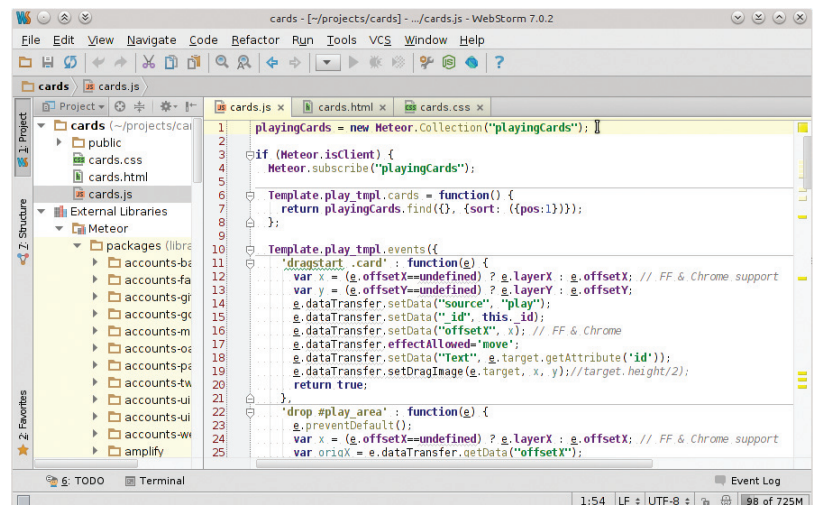 cards - [~/projects/cards] - .../cards.js - WebStorm 7.0.2
File Edit View Navigate Code Refactor Run Tools VCS Window Help
cards cards.js
Project
cards.js × cards.html × cards.css ×
1: Project
Z: Structure
2: Favorites
cards (~/projects/cai
public
cards.css
cards.html
cards.js
External Libraries
Meteor
packages (libra
accounts-ba
accounts-fa
accounts-git
accounts-go
accounts-m
accounts-oa
accounts-pa
accounts-tw
accounts-ui
accounts-ui
accounts-we
amplify
1 playingCards = new Meteor.Collection("playingCards");
2
3 if (Meteor.isClient) {
4 Meteor.subscribe("playingCards");
5
6 Template.play_tmpl.cards = function() {
7 return playingCards.find({}, {sort: ({pos:1})});
8 };
9
10 Template.play_tmpl.events({
11 'dragstart .card' : function(e) {
12 var x = (e.offsetX==undefined) ? e.layerX : e.offsetX; // FF & Chrome support
13 var y = (e.offsetY==undefined) ? e.layerY : e.offsetY;
14 e.dataTransfer.setData("source", "play");
15 e.dataTransfer.setData("_id", this._id);
16 e.dataTransfer.setData("offsetX", x); // FF & Chrome
17 e.dataTransfer.effectAllowed='move';
18 e.dataTransfer.setData("Text", e.target.getAttribute('id'));
19 e.dataTransfer.setDragImage(e.target, x, y);//target.height/2);
20 return true;
21 },
22 'drop #play_area' : function(e) {
23 e.preventDefault();
24 var x = (e.offsetX==undefined) ? e.layerX : e.offsetX; // FF & Chrome support
25 var origX = e.dataTransfer.getData("offsetX");
6: TODO Terminal Event Log
1:54 LF UTF-8 98 of 725M